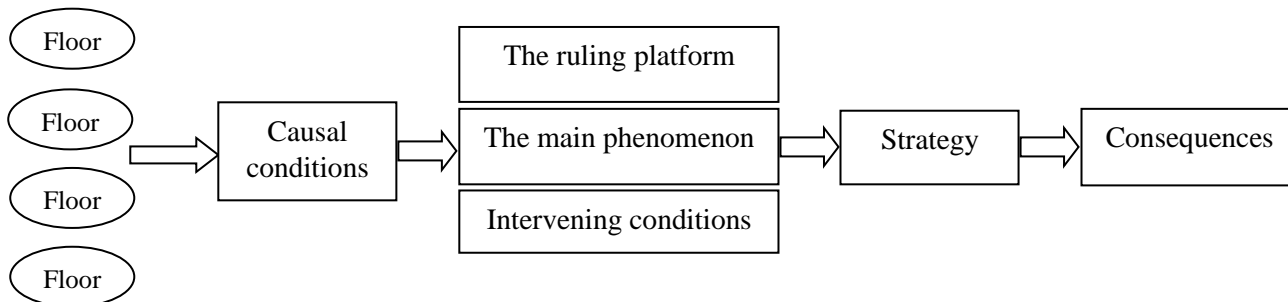 Floor
Floor
Floor
Floor
Causal
conditions
The ruling platform
The main phenomenon
Intervening conditions
Strategy
Consequences